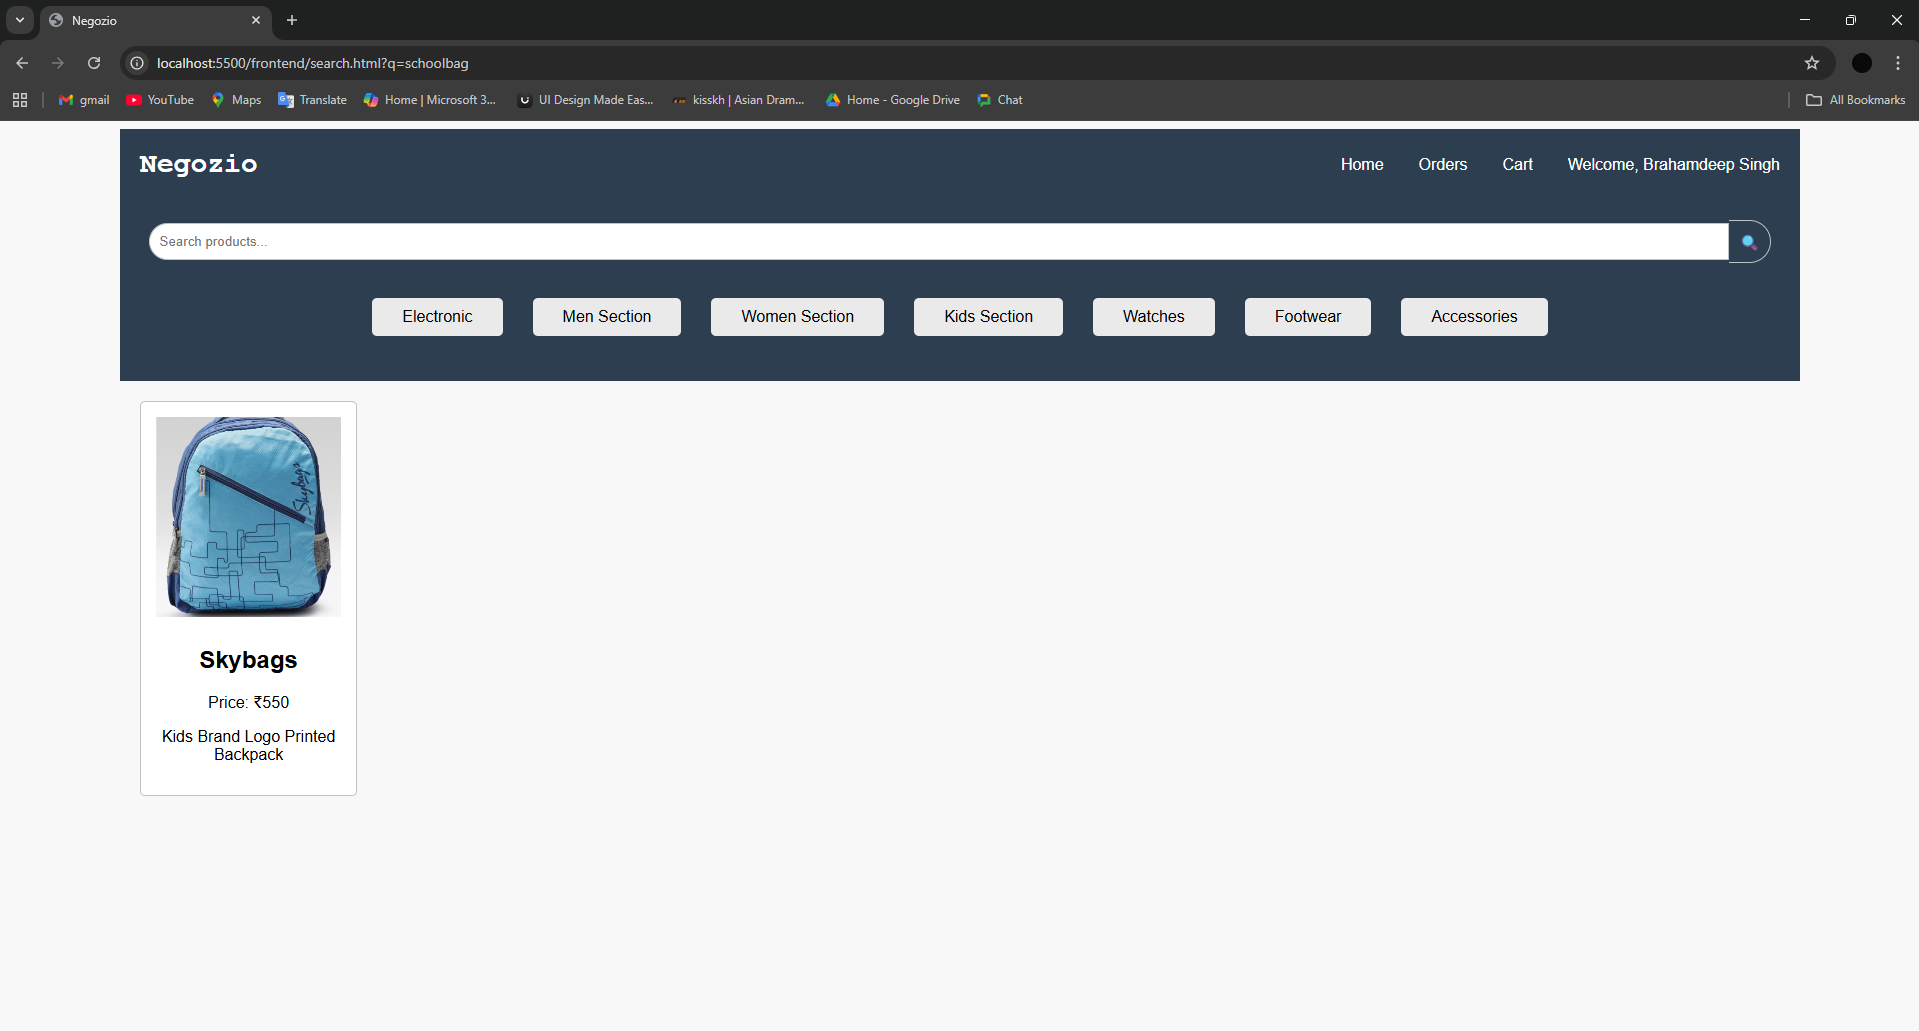 Negozio
localhost:5500/frontend/search.html?q=schoolbag
gmail YouTube Maps Translate Home | Microsoft 3... UI Design Made Eas... kisskh | Asian Dram... Home - Google Drive Chat All Bookmarks
Negozio Home Orders Cart Welcome, Brahamdeep Singh
Search products...
Electronic Men Section Women Section Kids Section Watches Footwear Accessories
Skybags
Skybags
Price: ₹550
Kids Brand Logo Printed
Backpack